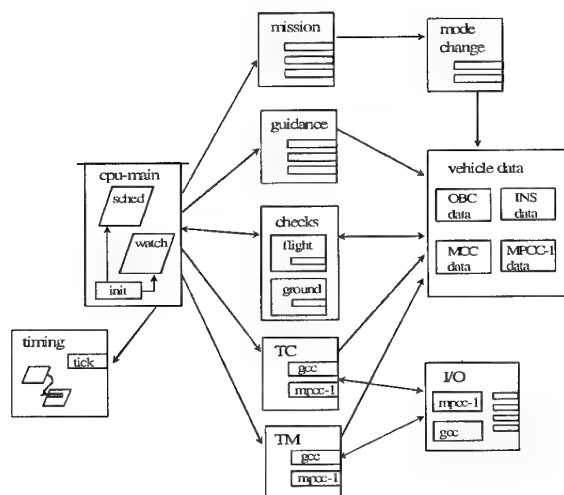 mission
mode
change
guidance
cpu-main
sched
watch
init
checks
flight
ground
vehicle data
OBC
data
INS
data
MCC
data
MPCC-1
data
timing
tick
TC
gcc
mpcc-1
I/O
mpcc-1
gcc
TM
gcc
mpcc-1